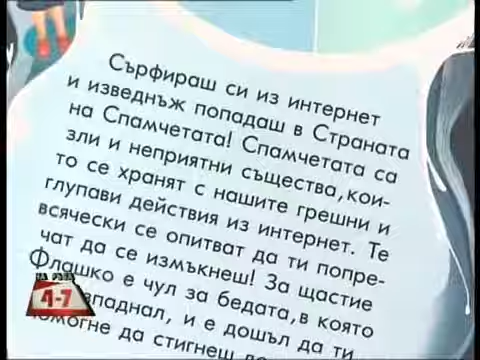 Сърфираш си из интернет
и изведнъж попадаш в Страната
на Спамчетата! Спамчетата са
зли и неприятни същества, кои-
то се хранят с нашите грешни и
глупави действия из интернет. Те
всячески се опитват да ти попре-
чат да се измъкнеш! За щастие
Флашко е чул за бедата, в която
и е дошъл да ти
да стигнеш
4-7